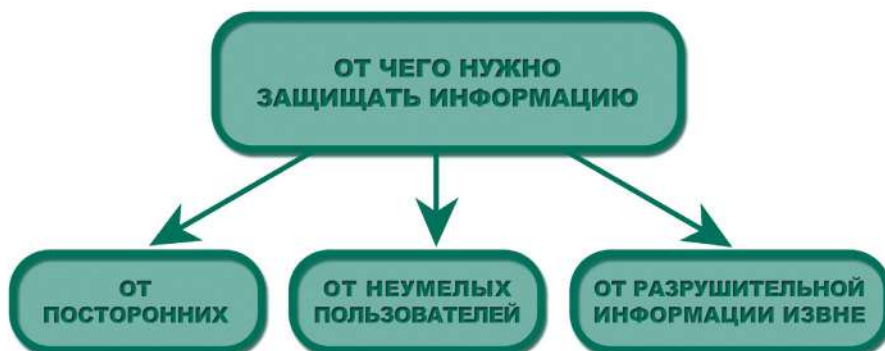 ОТ ЧЕГО НУЖНО
ЗАЩИЩАТЬ ИНФОРМАЦИЮ
ОТ
ПОСТОРОННИХ
ОТ НЕУМЕЛЫХ
ПОЛЬЗОВАТЕЛЕЙ
ОТ РАЗРУШИТЕЛЬНОЙ
ИНФОРМАЦИИ ИЗВНЕ